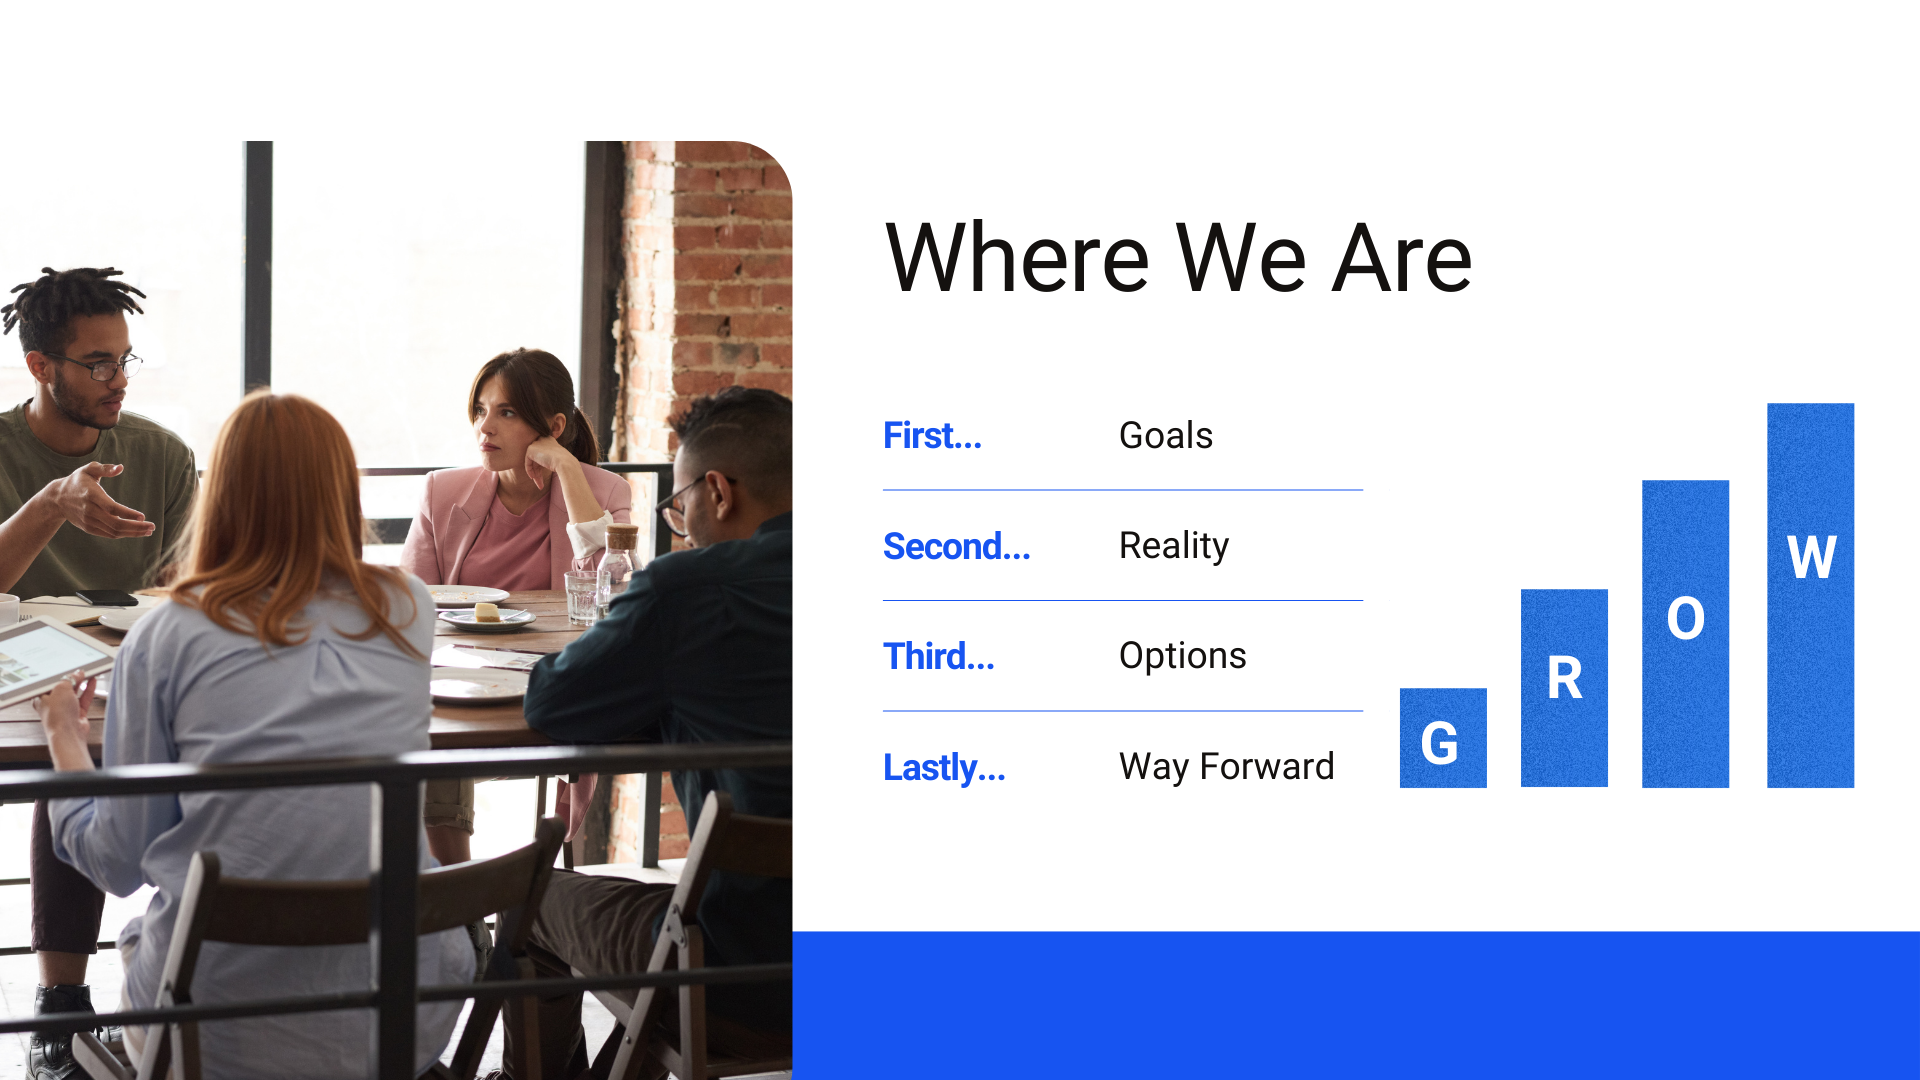 Where We Are
First... Goals
Second... Reality
Third... Options
Lastly... Way Forward
G R O W